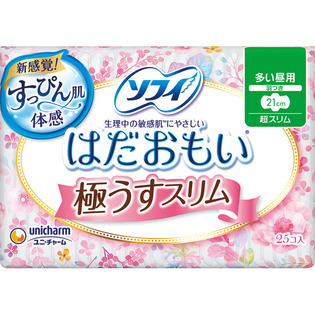 新感覚!
すっぴん肌
体感
ソフィ
生理中の敏感肌にやさしい
はだおもい
極うすスリム
多い昼用
羽つき
21cm
超スリム
unicharm
ユニ・チャーム
25コ入